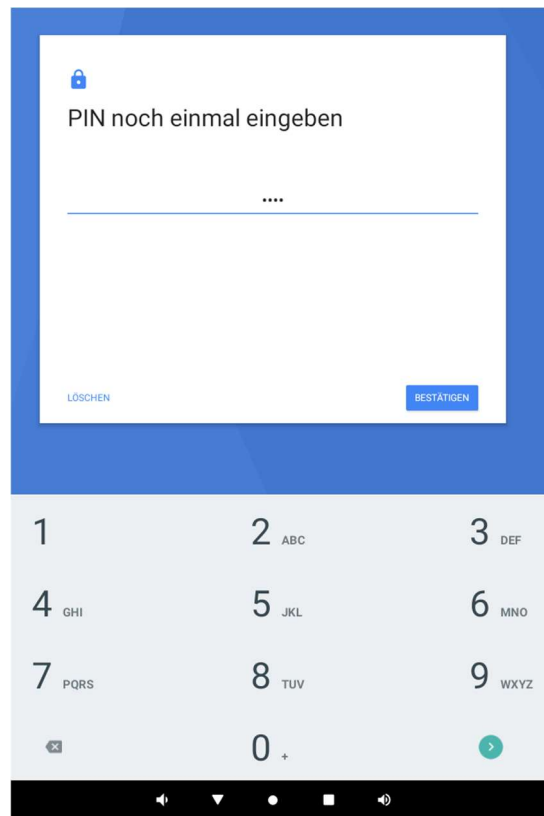 PIN noch einmal eingeben
••••
LÖSCHEN
BESTÄTIGEN
1
2 ABC
3 DEF
4 GHI
5 JKL
6 MNO
7 PQRS
8 TUV
9 WXYZ
0 +